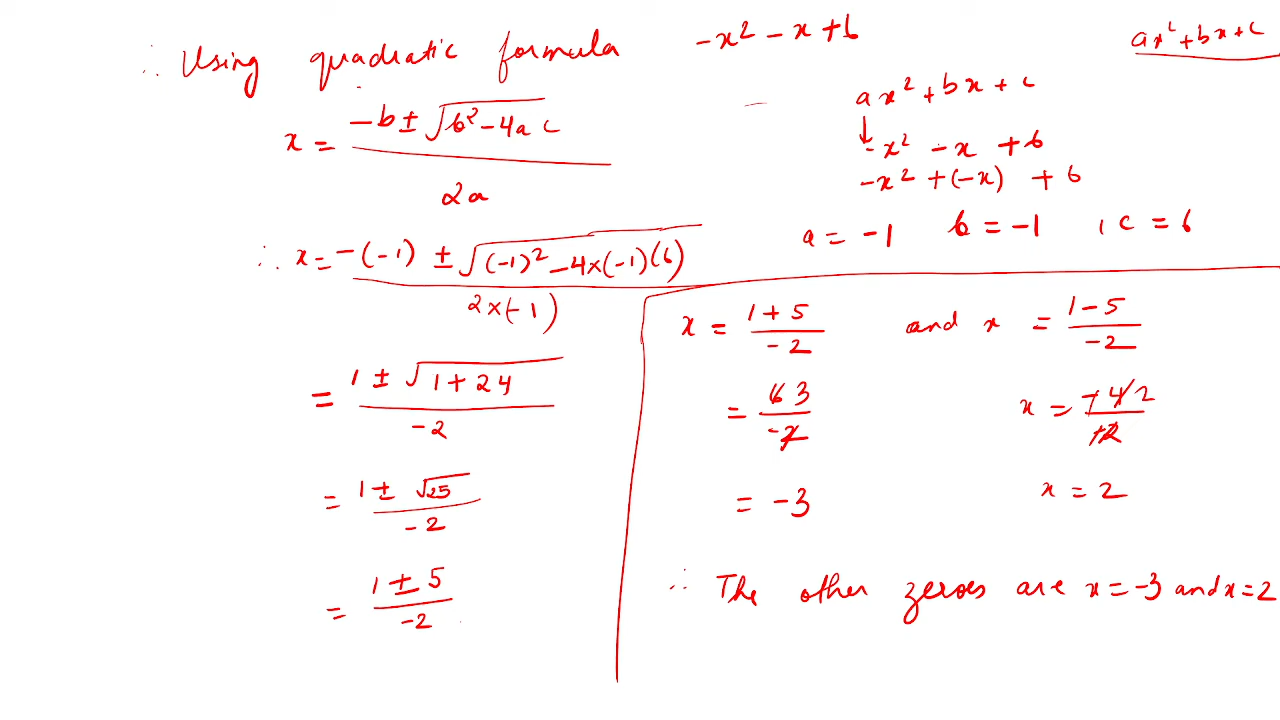 ∴ Using quadratic formula -x² - x + 6
ax² + bx + c
x = (-b ± √(b² - 4ac)) / 2a
ax² + bx + c
↓
-x² - x + 6
-x² + (-x) + 6
a = -1 b = -1 , c = 6
∴ x = (-(-1) ± √((-1)² - 4×(-1)(6))) / (2×(-1))
= (1 ± √(1 + 24)) / -2
= (1 ± √25) / -2
= (1 ± 5) / -2
x = (1 + 5) / -2 and x = (1 - 5) / -2
= 6 3 / -2 x = -4 2 / -2
= -3 x = 2
∴ The other zeroes are x = -3 and x = 2